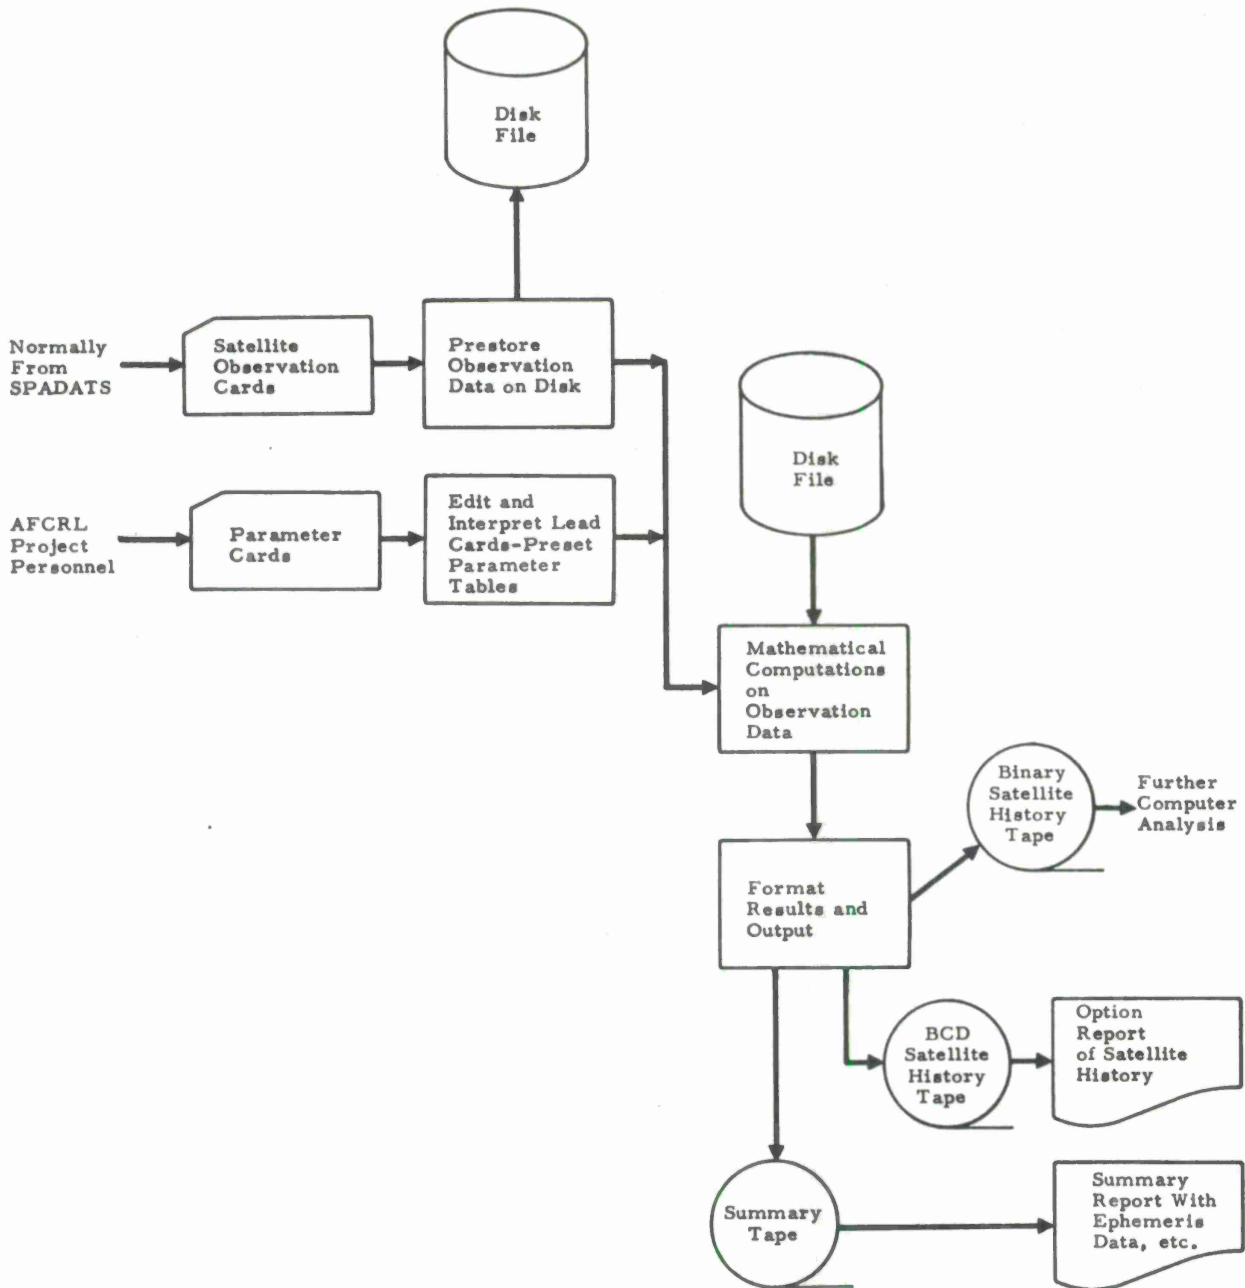 Disk
File
Normally
From
SPADATS
Satellite
Observation
Cards
Prestore
Observation
Data on Disk
Disk
File
AFCRL
Project
Personnel
Parameter
Cards
Edit and
Interpret Lead
Cards-Preset
Parameter
Tables
Mathematical
Computations
on
Observation
Data
Binary
Satellite
History
Tape
Further
Computer
Analysis
Format
Results and
Output
BCD
Satellite
History
Tape
Option
Report
of Satellite
History
Summary
Tape
Summary
Report With
Ephemeris
Data, etc.